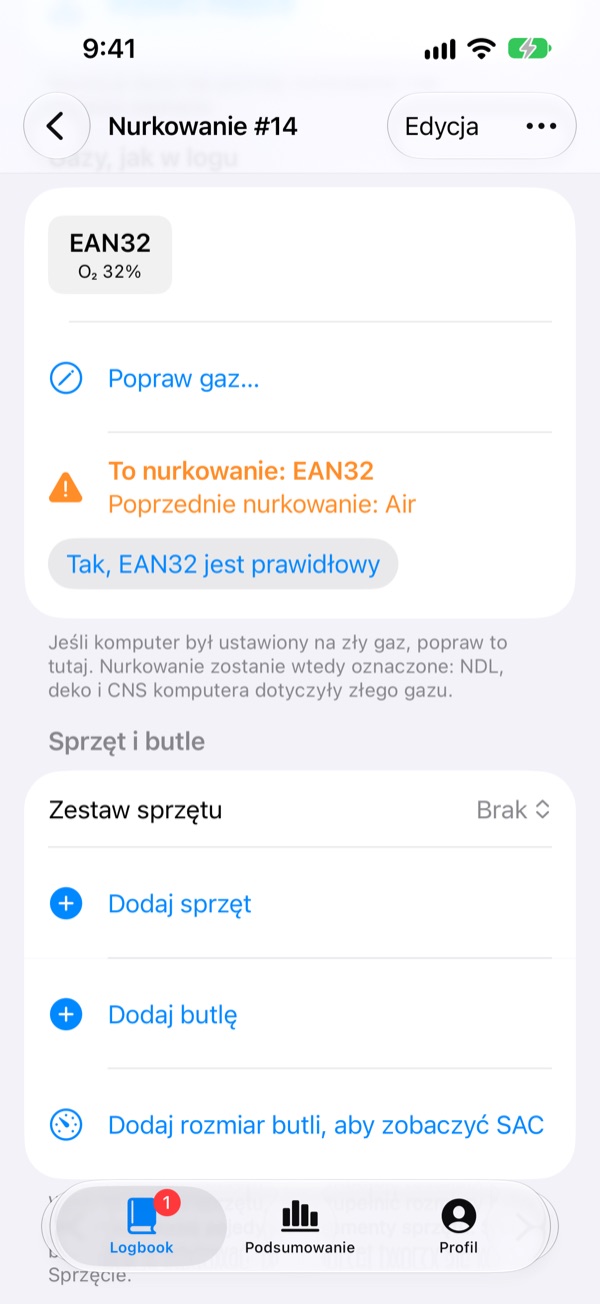 9:41
Nurkowanie #14
Edycja
Gazy, jak w logu
EAN32
O₂ 32%
Popraw gaz...
To nurkowanie: EAN32
Poprzednie nurkowanie: Air
Tak, EAN32 jest prawidłowy
Jeśli komputer był ustawiony na zły gaz, popraw to
tutaj. Nurkowanie zostanie wtedy oznaczone: NDL,
deko i CNS komputera dotyczyły złego gazu.
Sprzęt i butle
Zestaw sprzętu
Brak
Dodaj sprzęt
Dodaj butlę
Dodaj rozmiar butli, aby zobaczyć SAC
1
Logbook
Podsumowanie
Profil
Sprzęcie.